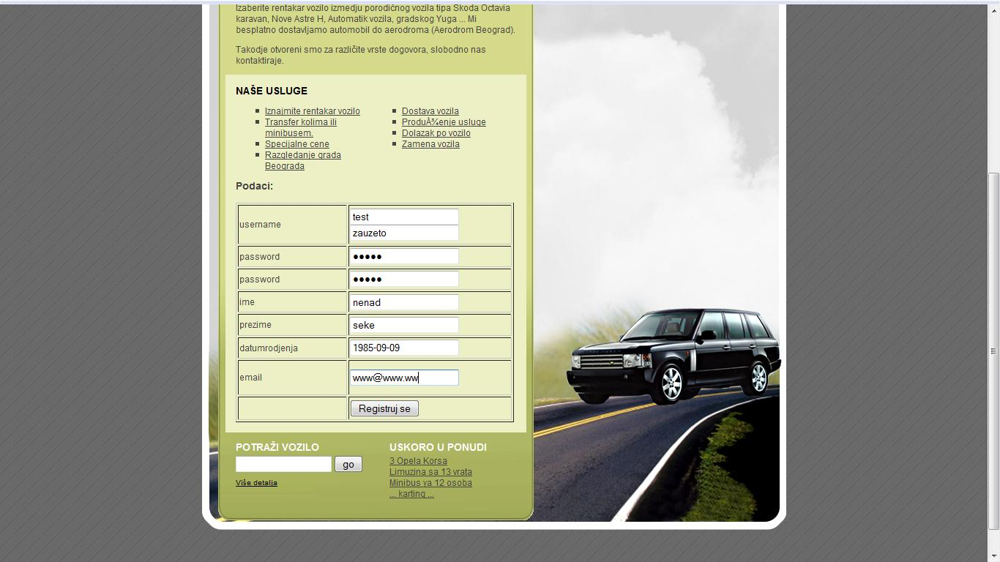 Izaberite rentakar vozilo izmedju porodičnog vozila tipa Skoda Octavia
karavan, Nove Astre H, Automatik vozila, gradskog Yuga ... Mi
besplatno dostavljamo automobil do aerodroma (Aerodrom Beograd).
Takodje otvoreni smo za različite vrste dogovora, slobodno nas
kontaktiraje.
NAŠE USLUGE
Iznajmite rentakar vozilo
Transfer kolima ili
minibusem.
Specijalne cene
Razgledanje grada
Beograda
Dostava vozila
ProduÅ¾enje usluge
Dolazak po vozilo
Zamena vozila
Podaci:
username
test
zauzeto
password
●●●●●
password
●●●●●
ime
nenad
prezime
seke
datumrodjenja
1985-09-09
email
www@www.ww
Registruj se
POTRAŽI VOZILO
go
Više detalja
USKORO U PONUDI
3 Opela Korsa
Limuzina sa 13 vrata
Minibus va 12 osoba
... karting ...